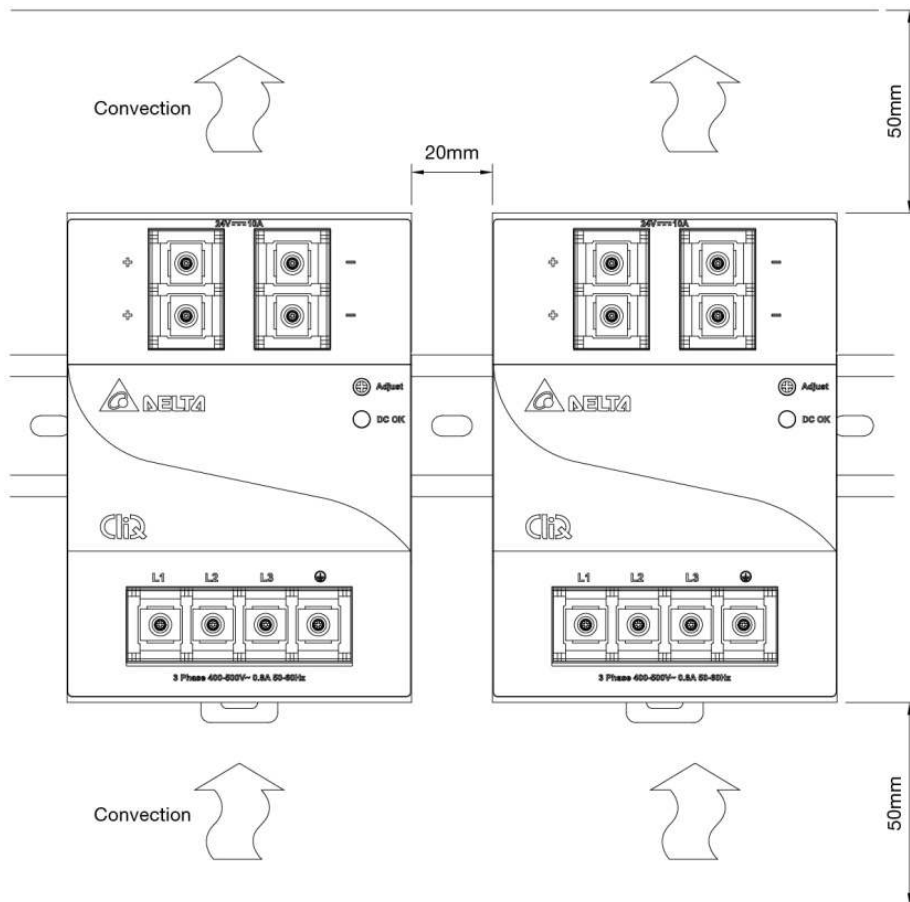 Convection
50mm
20mm
24V⎓10A 24V⎓10A
+ - + -
+ - + -
Adjust Adjust
DELTA DELTA
DC OK DC OK
CliQ CliQ
L1 L2 L3 L1 L2 L3
3 Phase 400-500V~ 0.8A 50-60Hz 3 Phase 400-500V~ 0.8A 50-60Hz
Convection
50mm